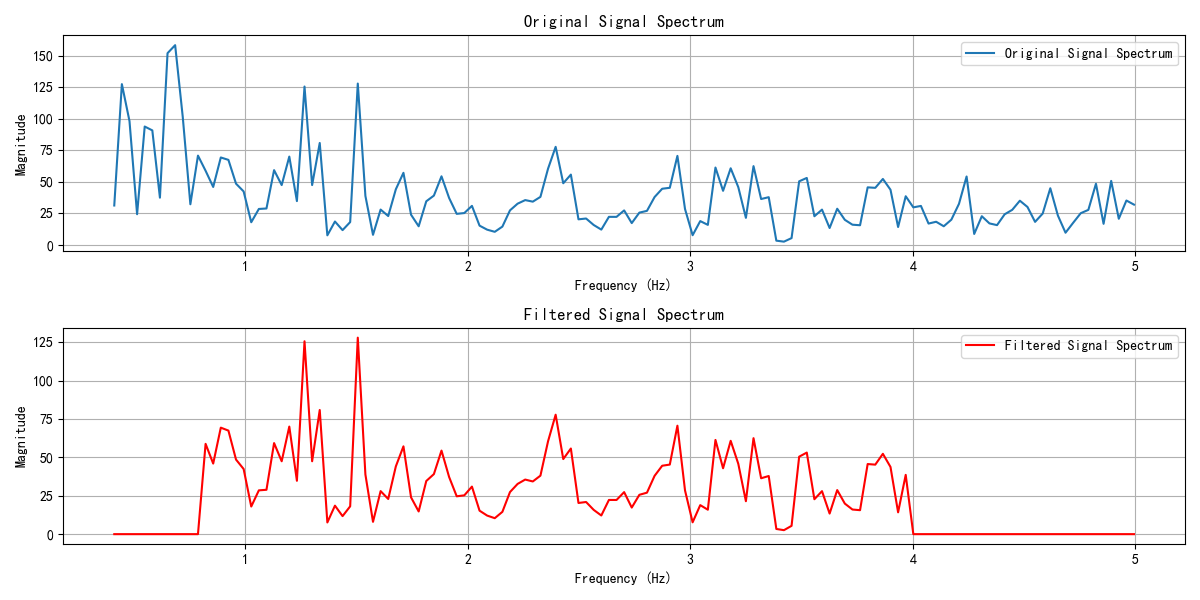 Original Signal Spectrum
Original Signal Spectrum
Magnitude
150
125
100
75
50
25
0
1
2
3
4
5
Frequency (Hz)
Filtered Signal Spectrum
Filtered Signal Spectrum
Magnitude
125
100
75
50
25
0
1
2
3
4
5
Frequency (Hz)